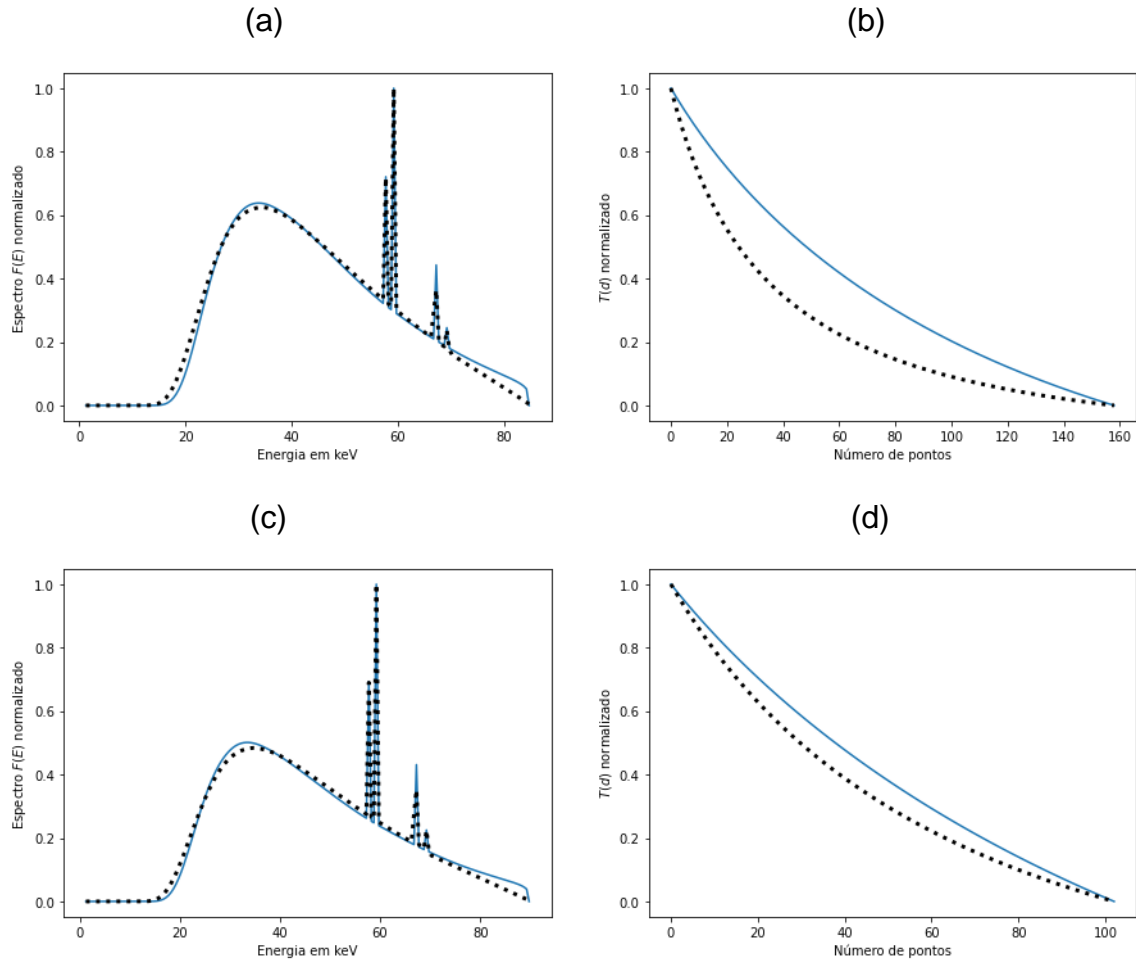 (a)
(b)
Espectro F(E) normalizado
1.0
0.8
0.6
0.4
0.2
0.0
0 20 40 60 80
Energia em keV
T(d) normalizado
1.0
0.8
0.6
0.4
0.2
0.0
0 20 40 60 80 100 120 140 160
Número de pontos
(c)
(d)
Espectro F(E) normalizado
1.0
0.8
0.6
0.4
0.2
0.0
0 20 40 60 80
Energia em keV
T(d) normalizado
1.0
0.8
0.6
0.4
0.2
0.0
0 20 40 60 80 100
Número de pontos